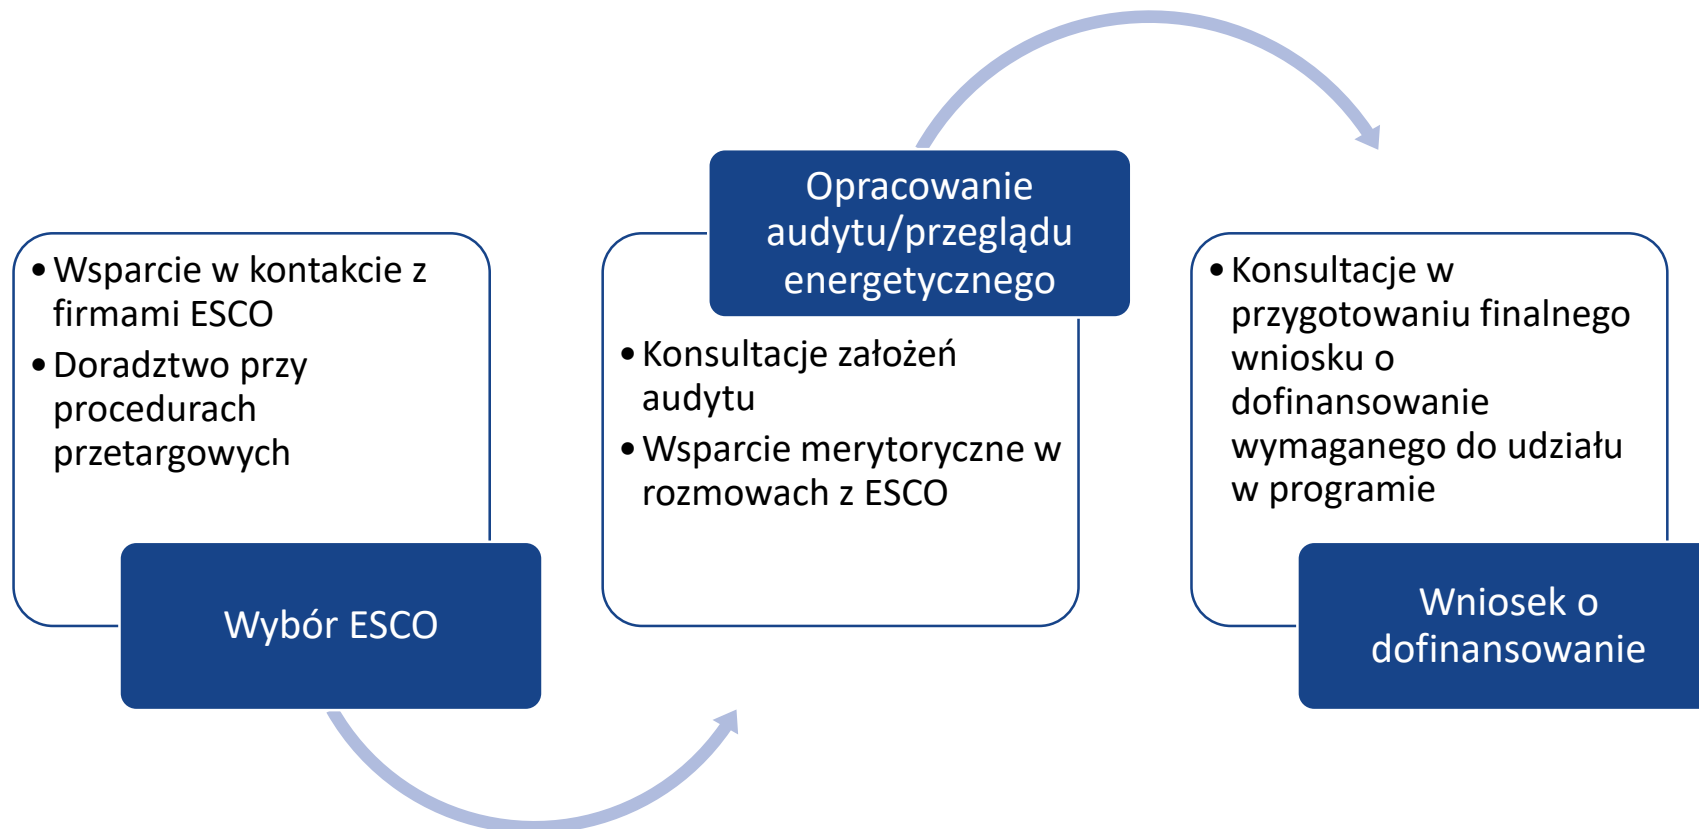 • Wsparcie w kontakcie z
firmami ESCO
• Doradztwo przy
procedurach
przetargowych
Wybór ESCO
Opracowanie
audytu/przeglądu
energetycznego
• Konsultacje założeń
audytu
• Wsparcie merytoryczne w
rozmowach z ESCO
• Konsultacje w
przygotowaniu finalnego
wniosku o
dofinansowanie
wymaganego do udziału
w programie
Wniosek o
dofinansowanie